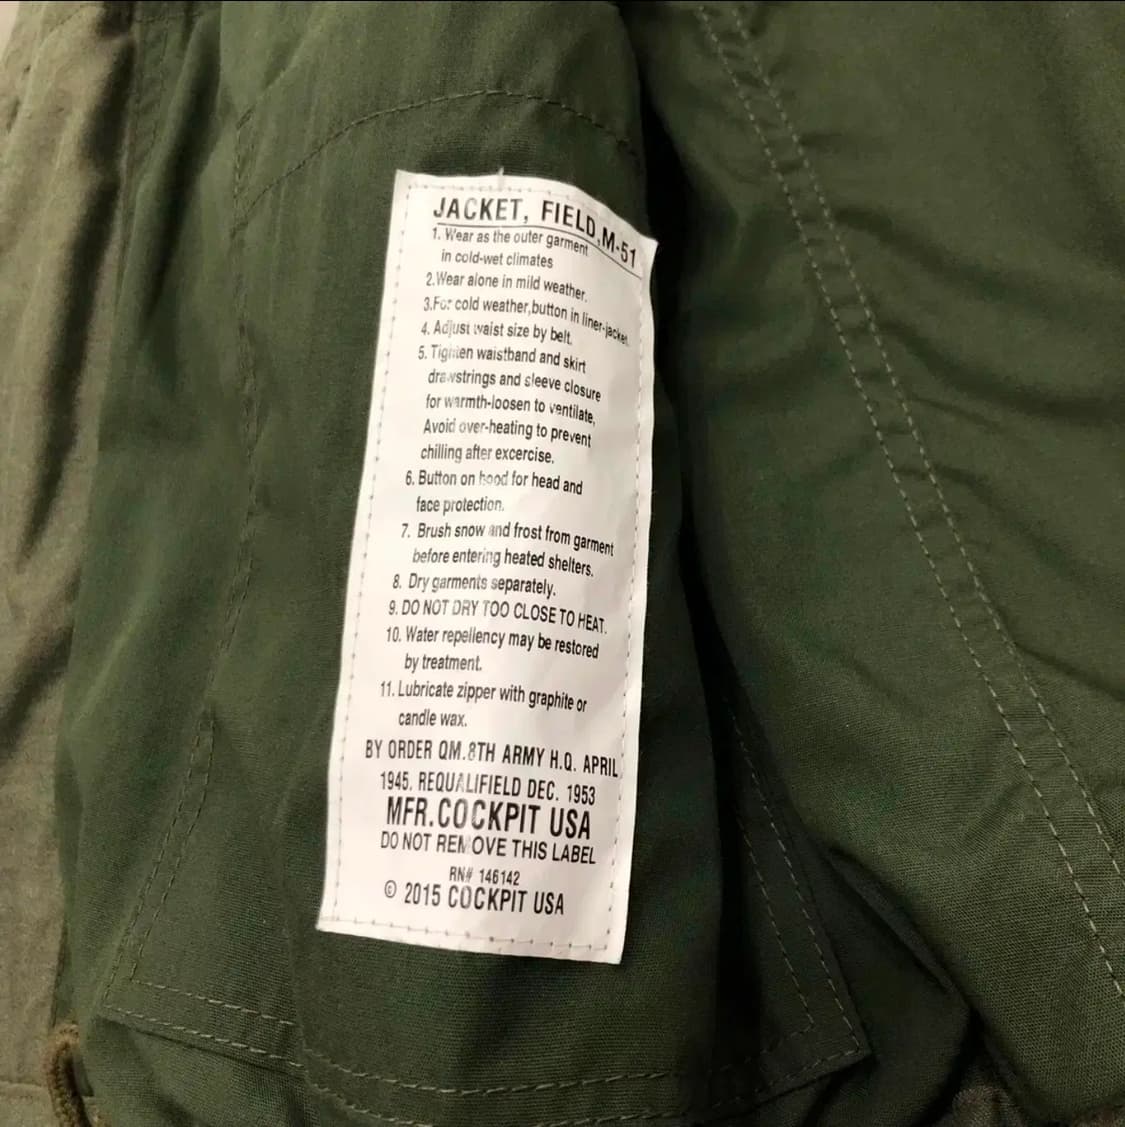 JACKET, FIELD, M-51
1. Wear as the outer garment
in cold-wet climates
2.Wear alone in mild weather.
3.For cold weather,button in liner-jacket.
4. Adjust waist size by belt.
5. Tighten waistband and skirt
drawstrings and sleeve closure
for warmth-loosen to ventilate,
Avoid over-heating to prevent
chilling after excercise.
6. Button on hood for head and
face protection.
7. Brush snow and frost from garment
before entering heated shelters.
8. Dry garments separately.
9. DO NOT DRY TOO CLOSE TO HEAT.
10. Water repellency may be restored
by treatment.
11. Lubricate zipper with graphite or
candle wax.
BY ORDER QM.8TH ARMY H.Q. APRIL
1945. REQUALIFIELD DEC. 1953
MFR.COCKPIT USA
DO NOT REMOVE THIS LABEL
RN# 146142
© 2015 COCKPIT USA